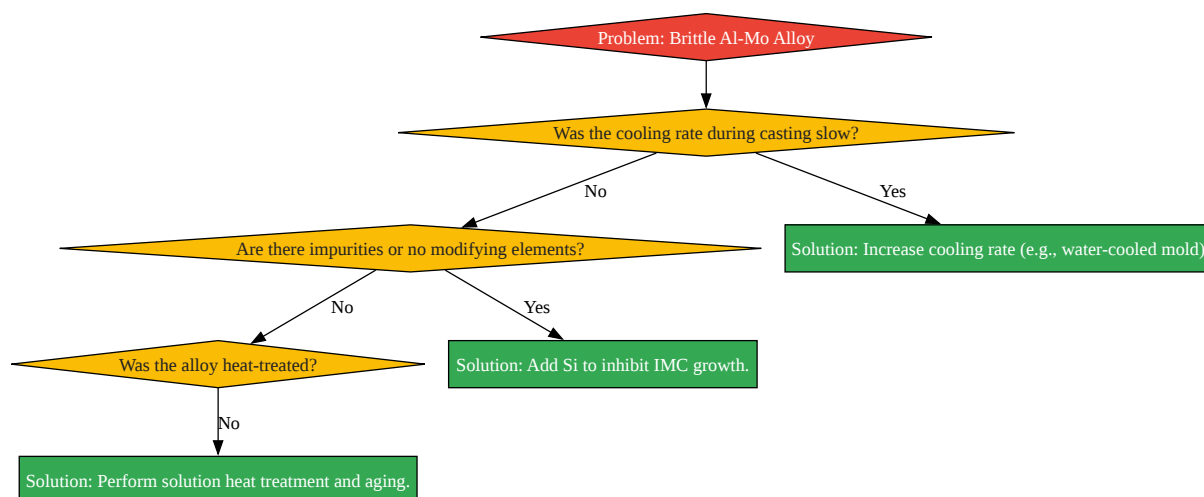 Problem: Brittle Al-Mo Alloy
Was the cooling rate during casting slow?
No
Yes
Are there impurities or no modifying elements?
Solution: Increase cooling rate (e.g., water-cooled mold)
No
Yes
Was the alloy heat-treated?
Solution: Add Si to inhibit IMC growth.
No
Solution: Perform solution heat treatment and aging.